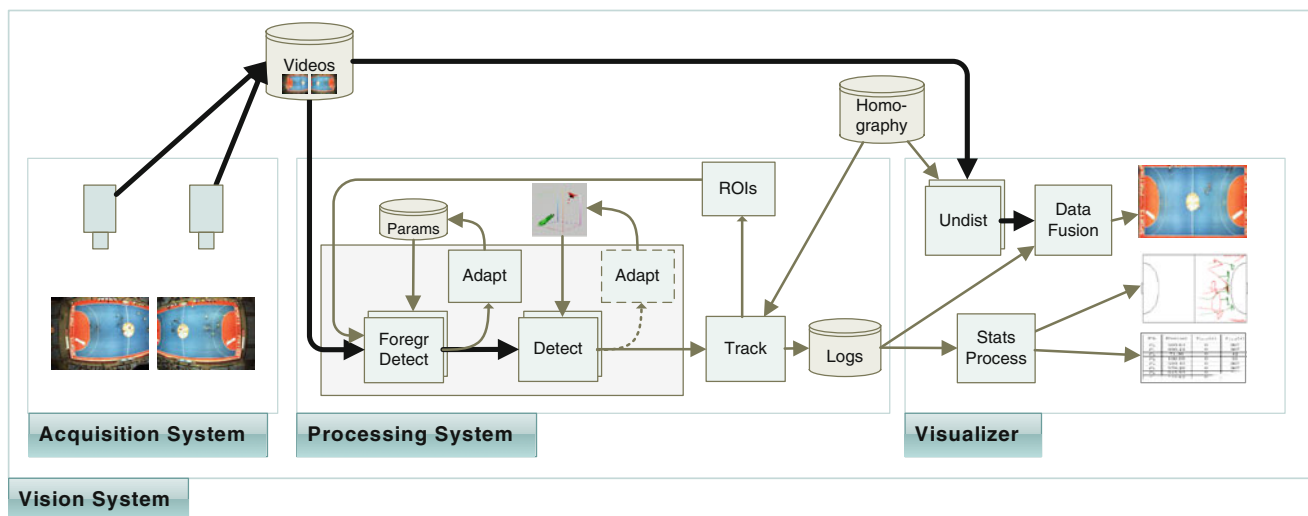 Videos
Homo-
graphy
ROIs
Params
Undist
Data
Fusion
Adapt
Adapt
Foregr
Detect
Detect
Track
Logs
Stats
Process
Acquisition System
Processing System
Visualizer
Vision System